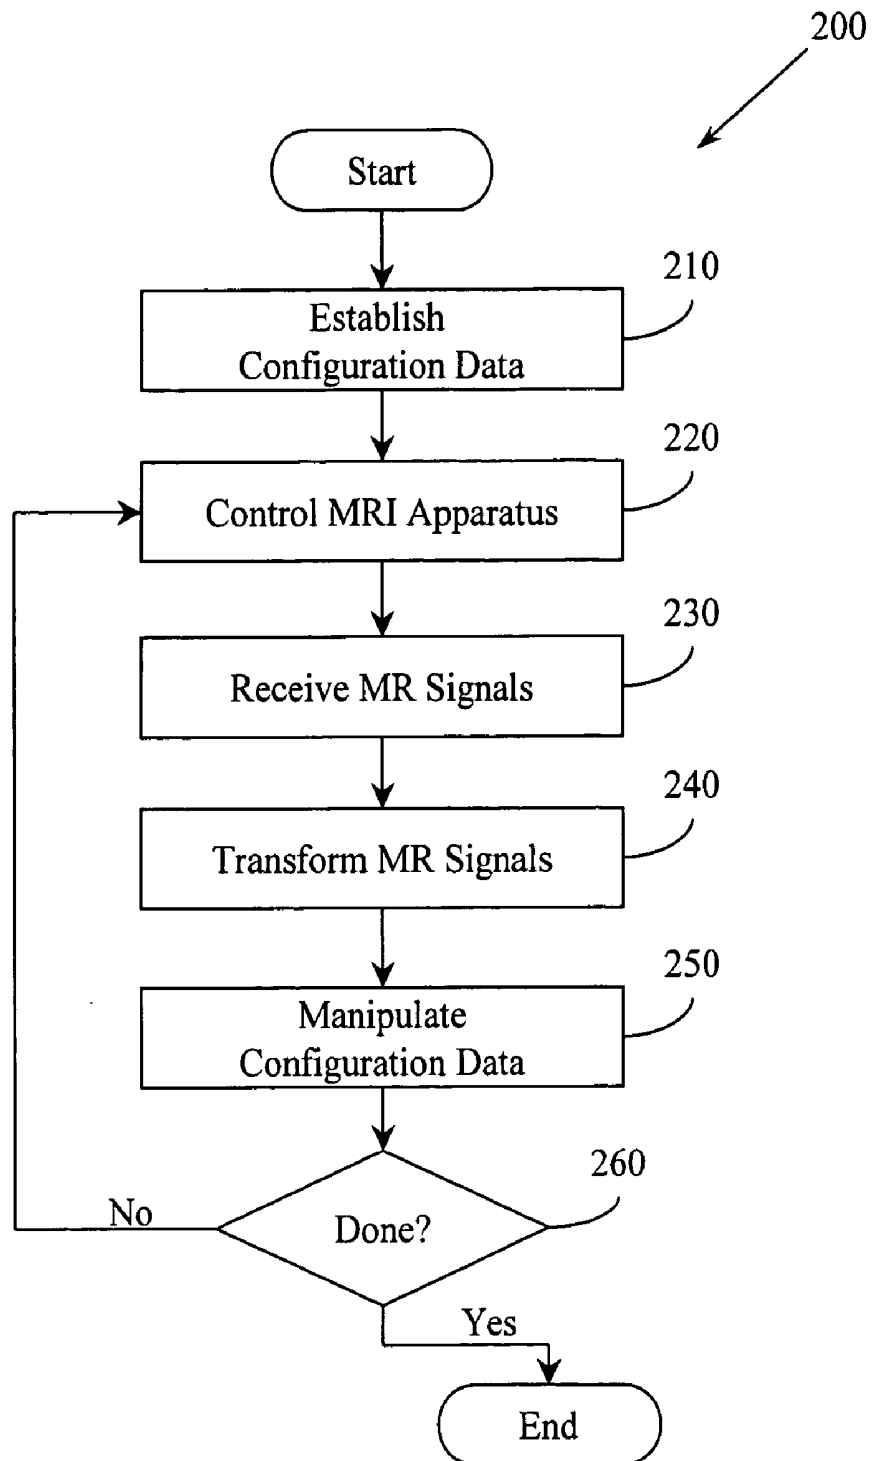 200
Start
210
Establish
Configuration Data
220
Control MRI Apparatus
230
Receive MR Signals
240
Transform MR Signals
250
Manipulate
Configuration Data
260
Done?
No
Yes
End